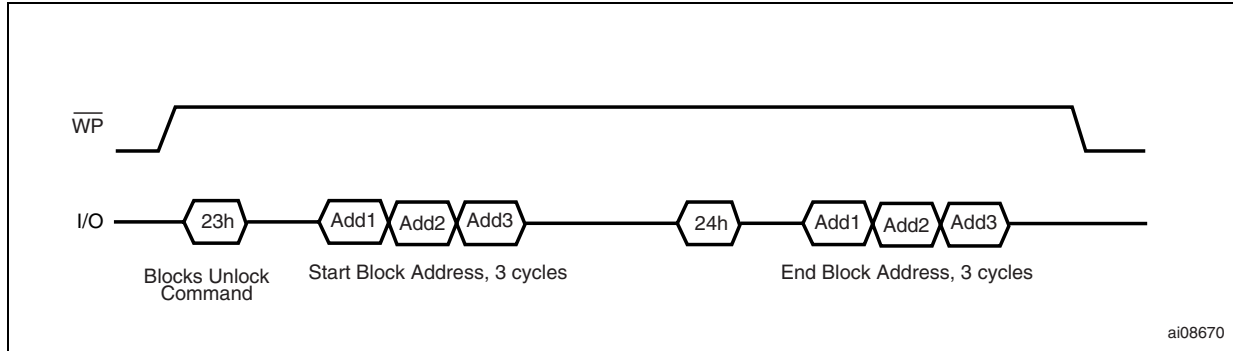 W̅P̅
I/O 23h Add1 Add2 Add3 24h Add1 Add2 Add3
Blocks Unlock
Command
Start Block Address, 3 cycles
End Block Address, 3 cycles
ai08670